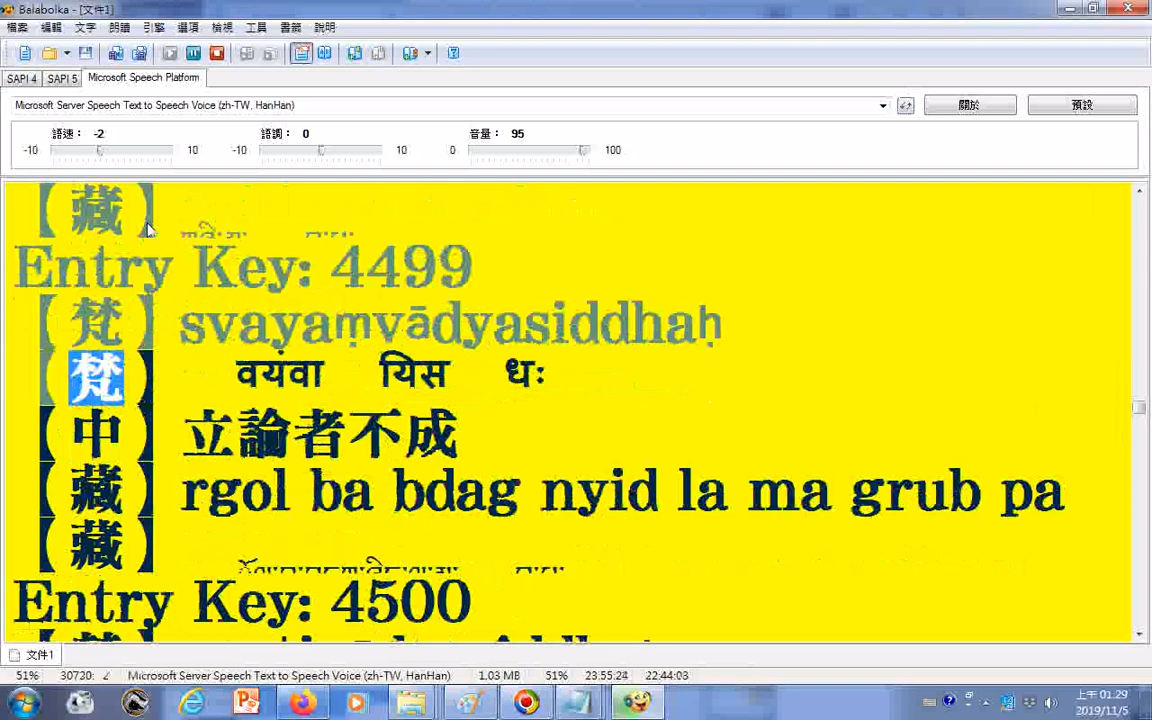 Balabolka - [文件1]
檔案 編輯 文字 朗讀 引擎 選項 檢視 工具 書籤 說明
SAPI 4 SAPI 5 Microsoft Speech Platform
Microsoft Server Speech Text to Speech Voice (zh-TW, HanHan) 關於 預設
語速： -2 語調： 0 音量： 95
-10 10 -10 10 0 100
【藏】
Entry Key: 4499
【梵】 svayaṃvādyasiddhaḥ
【梵】 वयंवा यिस धः
【中】 立論者不成
【藏】 rgol ba bdag nyid la ma grub pa
【藏】
Entry Key: 4500
文件1
51% Microsoft Server Speech Text to Speech Voice (zh-TW, HanHan) 1.03 MB 51% 23:55:24 22:44:03
上午 01:29
2019/11/5